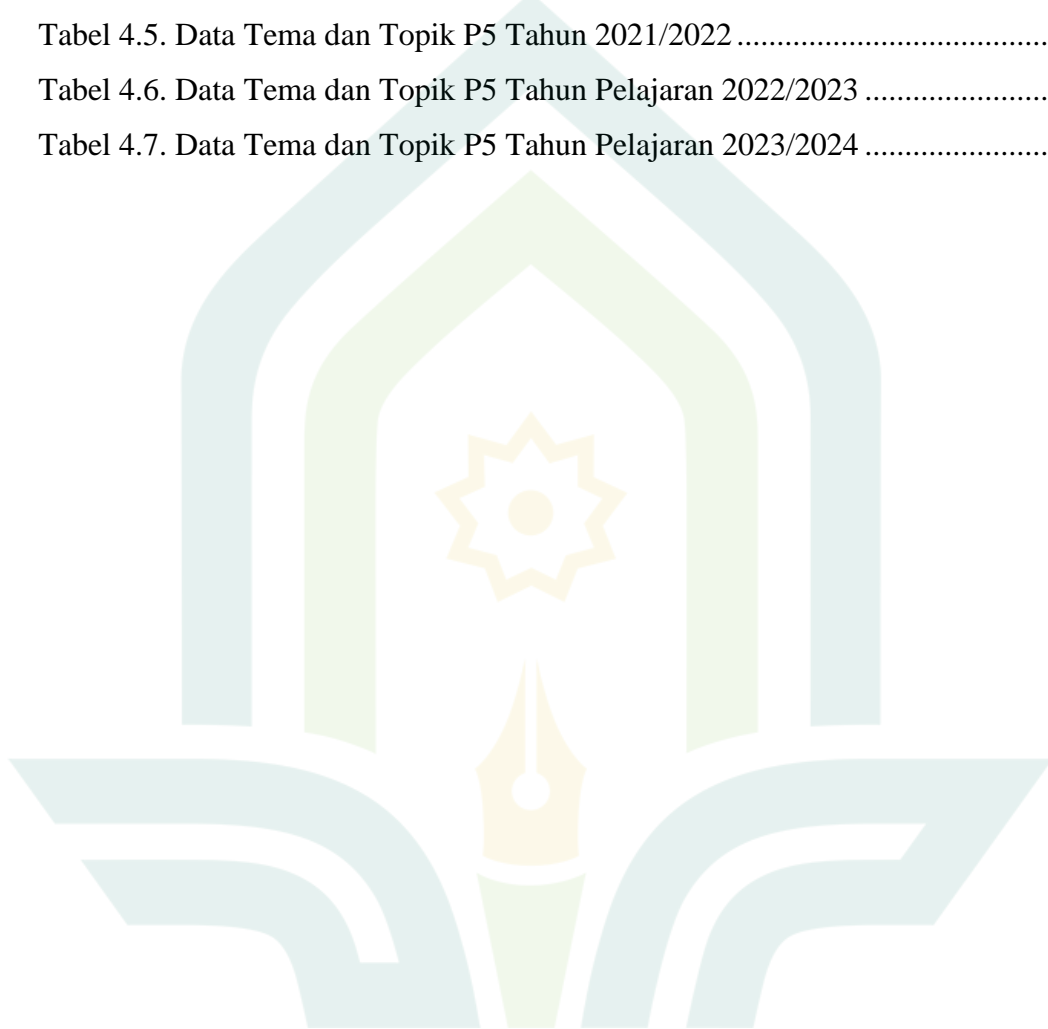 Tabel 4.5. Data Tema dan Topik P5 Tahun 2021/2022.......................................
Tabel 4.6. Data Tema dan Topik P5 Tahun Pelajaran 2022/2023.......................
Tabel 4.7. Data Tema dan Topik P5 Tahun Pelajaran 2023/2024.......................